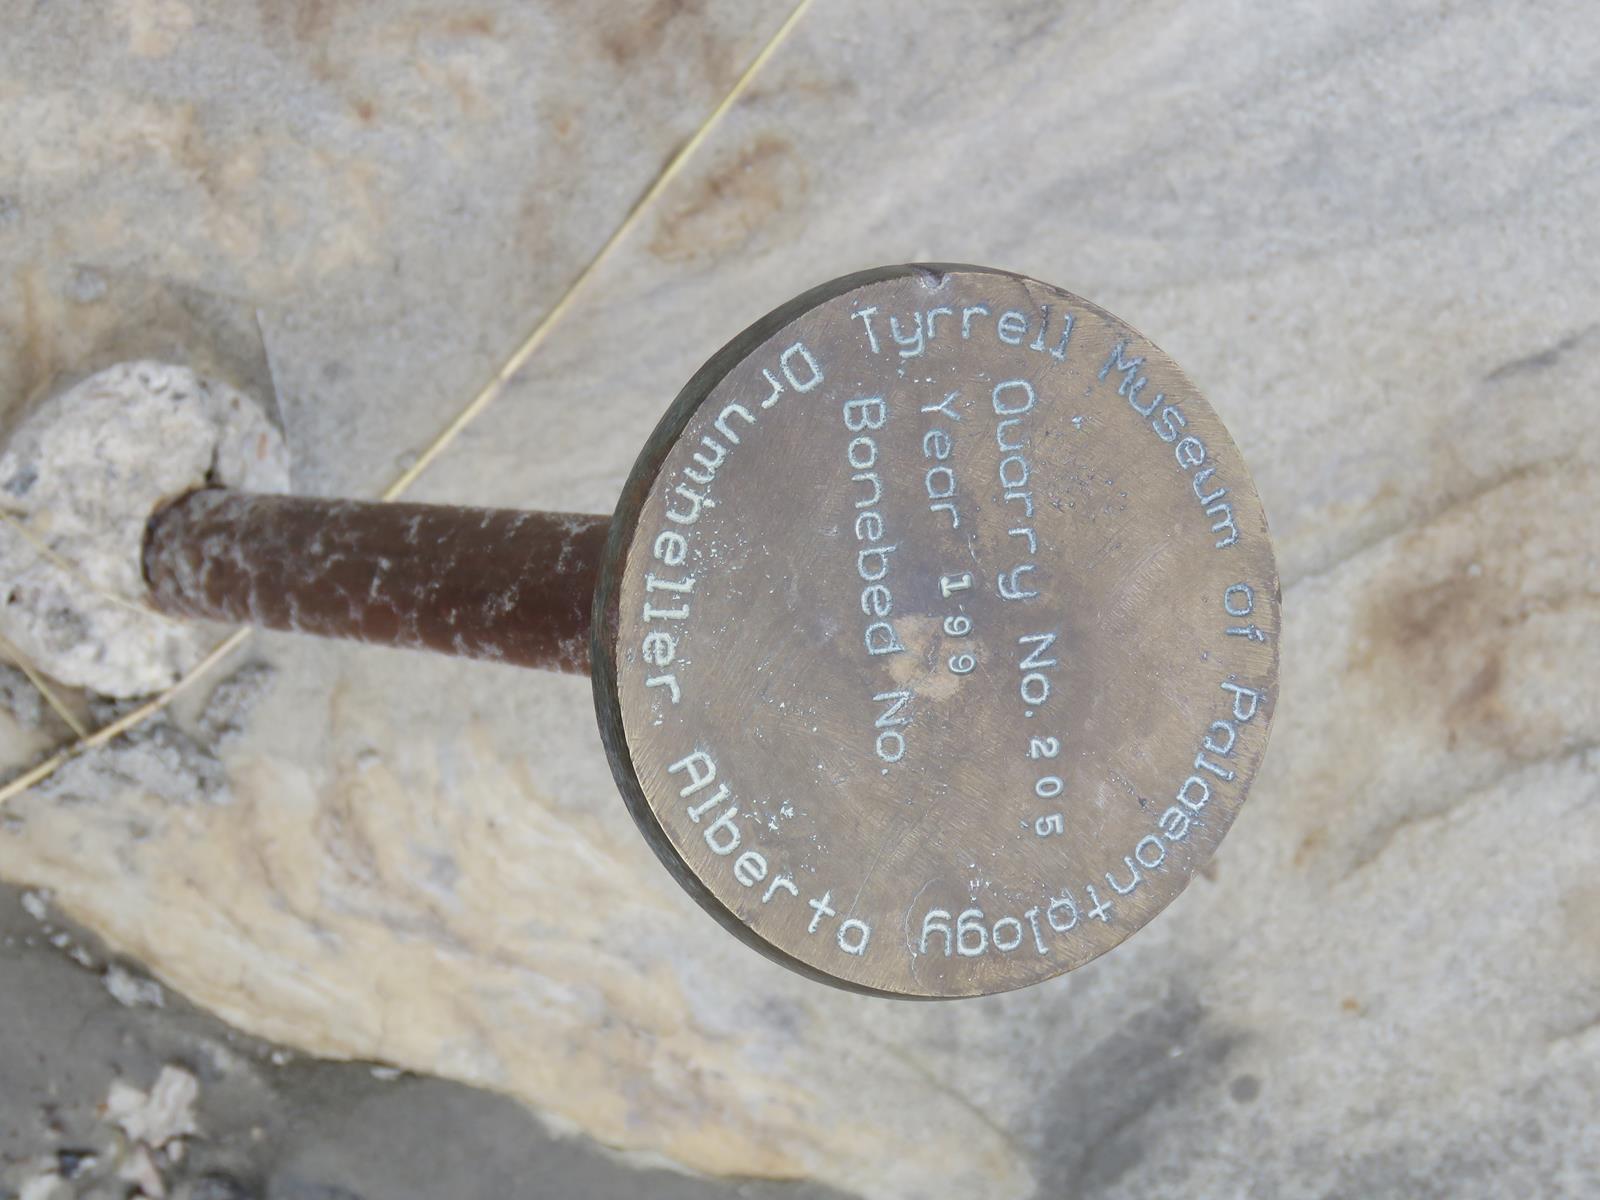 Tyrrell Museum of Palaeontology
Quarry No. 205
Year 199
Bonebed No.
Drumheller Alberta